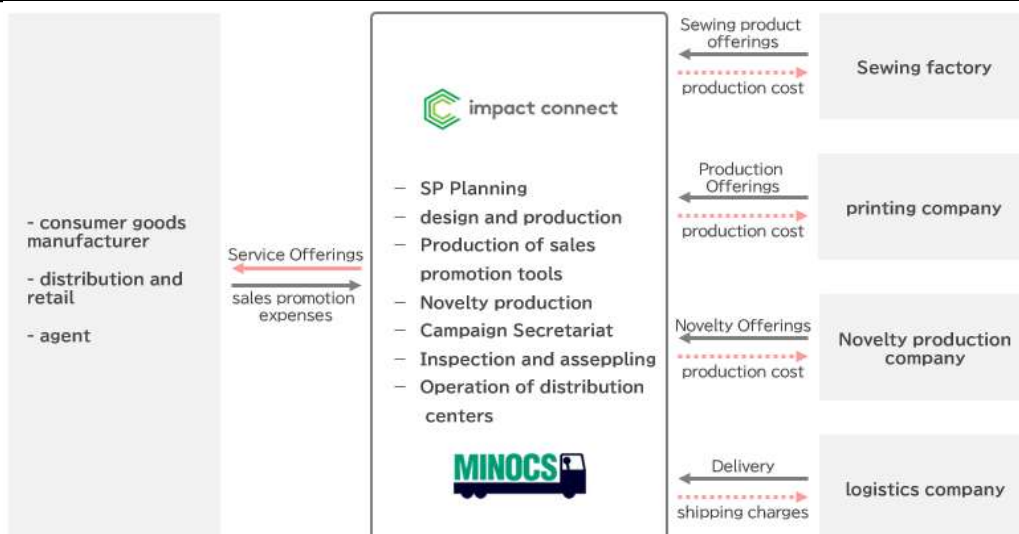 - consumer goods
manufacturer
- distribution and
retail
- agent
Service Offerings
sales promotion
expenses
impact connect
– SP Planning
– design and production
– Production of sales
promotion tools
– Novelty production
– Campaign Secretariat
– Inspection and asseppling
– Operation of distribution
centers
MINOCS
Sewing product
offerings
production cost
Sewing factory
Production
Offerings
production cost
printing company
Novelty Offerings
production cost
Novelty production
company
Delivery
shipping charges
logistics company